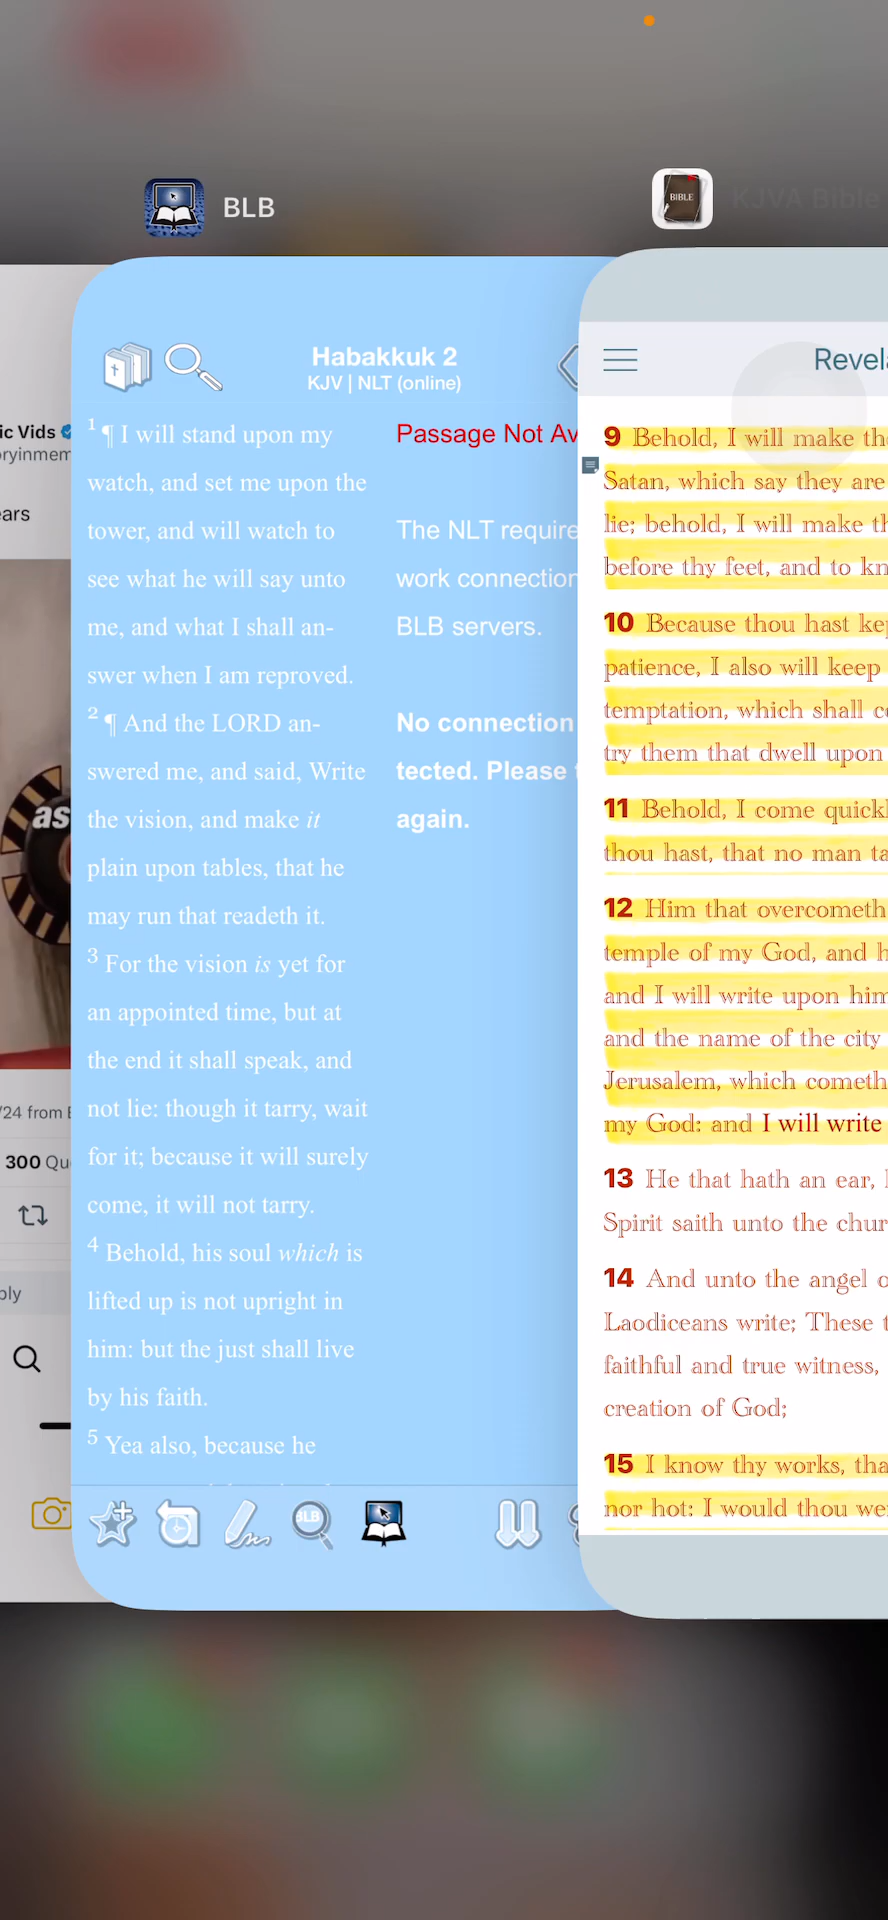 BLB
KJVA Bible
ic Vids
oryinmem
ears
as
/24 from
300 Qu
ply
Habakkuk 2
KJV | NLT (online)
1 ¶ I will stand upon my
watch, and set me upon the
tower, and will watch to
see what he will say unto
me, and what I shall an-
swer when I am reproved.
2 ¶ And the LORD an-
swered me, and said, Write
the vision, and make it
plain upon tables, that he
may run that readeth it.
3 For the vision is yet for
an appointed time, but at
the end it shall speak, and
not lie: though it tarry, wait
for it; because it will surely
come, it will not tarry.
4 Behold, his soul which is
lifted up is not upright in
him: but the just shall live
by his faith.
5 Yea also, because he
Passage Not Av
The NLT require
work connection
BLB servers.
No connection
tected. Please
again.
BLB
BIBLE
Revela
9 Behold, I will make the
Satan, which say they are
lie; behold, I will make th
before thy feet, and to kn
10 Because thou hast kep
patience, I also will keep
temptation, which shall co
try them that dwell upon
11 Behold, I come quickl
thou hast, that no man ta
12 Him that overcometh
temple of my God, and h
and I will write upon him
and the name of the city
Jerusalem, which cometh
my God: and I will write
13 He that hath an ear, l
Spirit saith unto the chur
14 And unto the angel o
Laodiceans write; These t
faithful and true witness,
creation of God;
15 I know thy works, tha
nor hot: I would thou wer